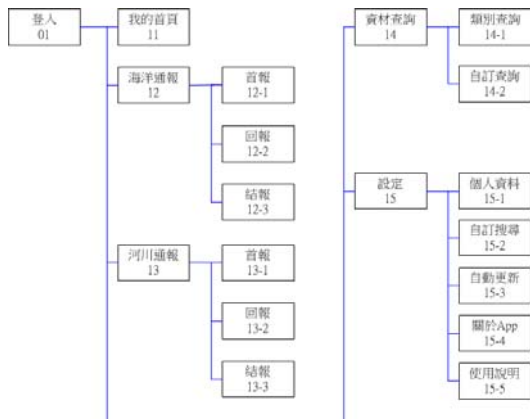 登入
01
我的首頁
11
海洋通報
12
首報
12-1
回報
12-2
結報
12-3
河川通報
13
首報
13-1
回報
13-2
結報
13-3
資材查詢
14
類別查詢
14-1
自訂查詢
14-2
設定
15
個人資料
15-1
自訂搜尋
15-2
自動更新
15-3
關於App
15-4
使用說明
15-5